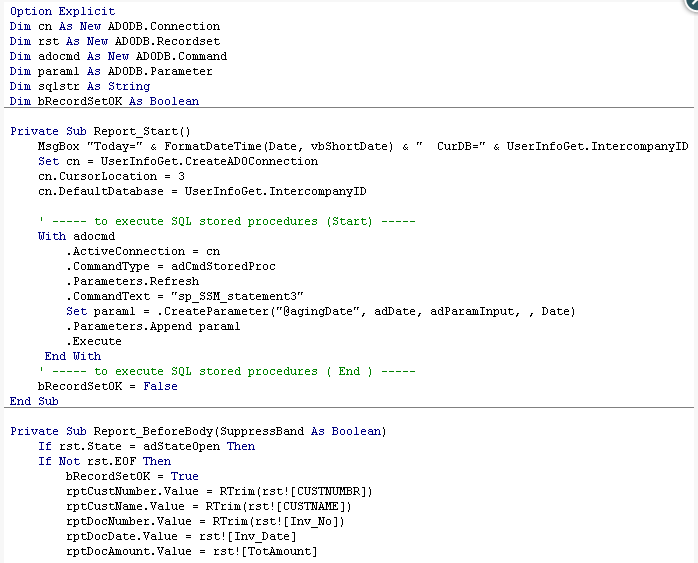 Option Explicit
Dim cn As New ADODB.Connection
Dim rst As New ADODB.Recordset
Dim adocmd As New ADODB.Command
Dim paraml As ADODB.Parameter
Dim sqlstr As String
Dim bRecordSetOK As Boolean
Private Sub Report_Start()
    MsgBox "Today=" & FormatDateTime(Date, vbShortDate) & "  CurDB=" & UserInfoGet.IntercompanyID
    Set cn = UserInfoGet.CreateADOConnection
    cn.CursorLocation = 3
    cn.DefaultDatabase = UserInfoGet.IntercompanyID
    ' ----- to execute SQL stored procedures (Start) -----
    With adocmd
        .ActiveConnection = cn
        .CommandType = adCmdStoredProc
        .Parameters.Refresh
        .CommandText = "sp_SSM_statement3"
        Set paraml = .CreateParameter("@agingDate", adDate, adParamInput, , Date)
        .Parameters.Append paraml
        .Execute
     End With
    ' ----- to execute SQL stored procedures ( End ) -----
    bRecordSetOK = False
End Sub
Private Sub Report_BeforeBody(SuppressBand As Boolean)
    If rst.State = adStateOpen Then
    If Not rst.EOF Then
        bRecordSetOK = True
        rptCustNumber.Value = RTrim(rst![CUSTNUMBR])
        rptCustName.Value = RTrim(rst![CUSTNAME])
        rptDocNumber.Value = RTrim(rst![Inv_No])
        rptDocDate.Value = rst![Inv_Date]
        rptDocAmount.Value = rst![TotAmount]